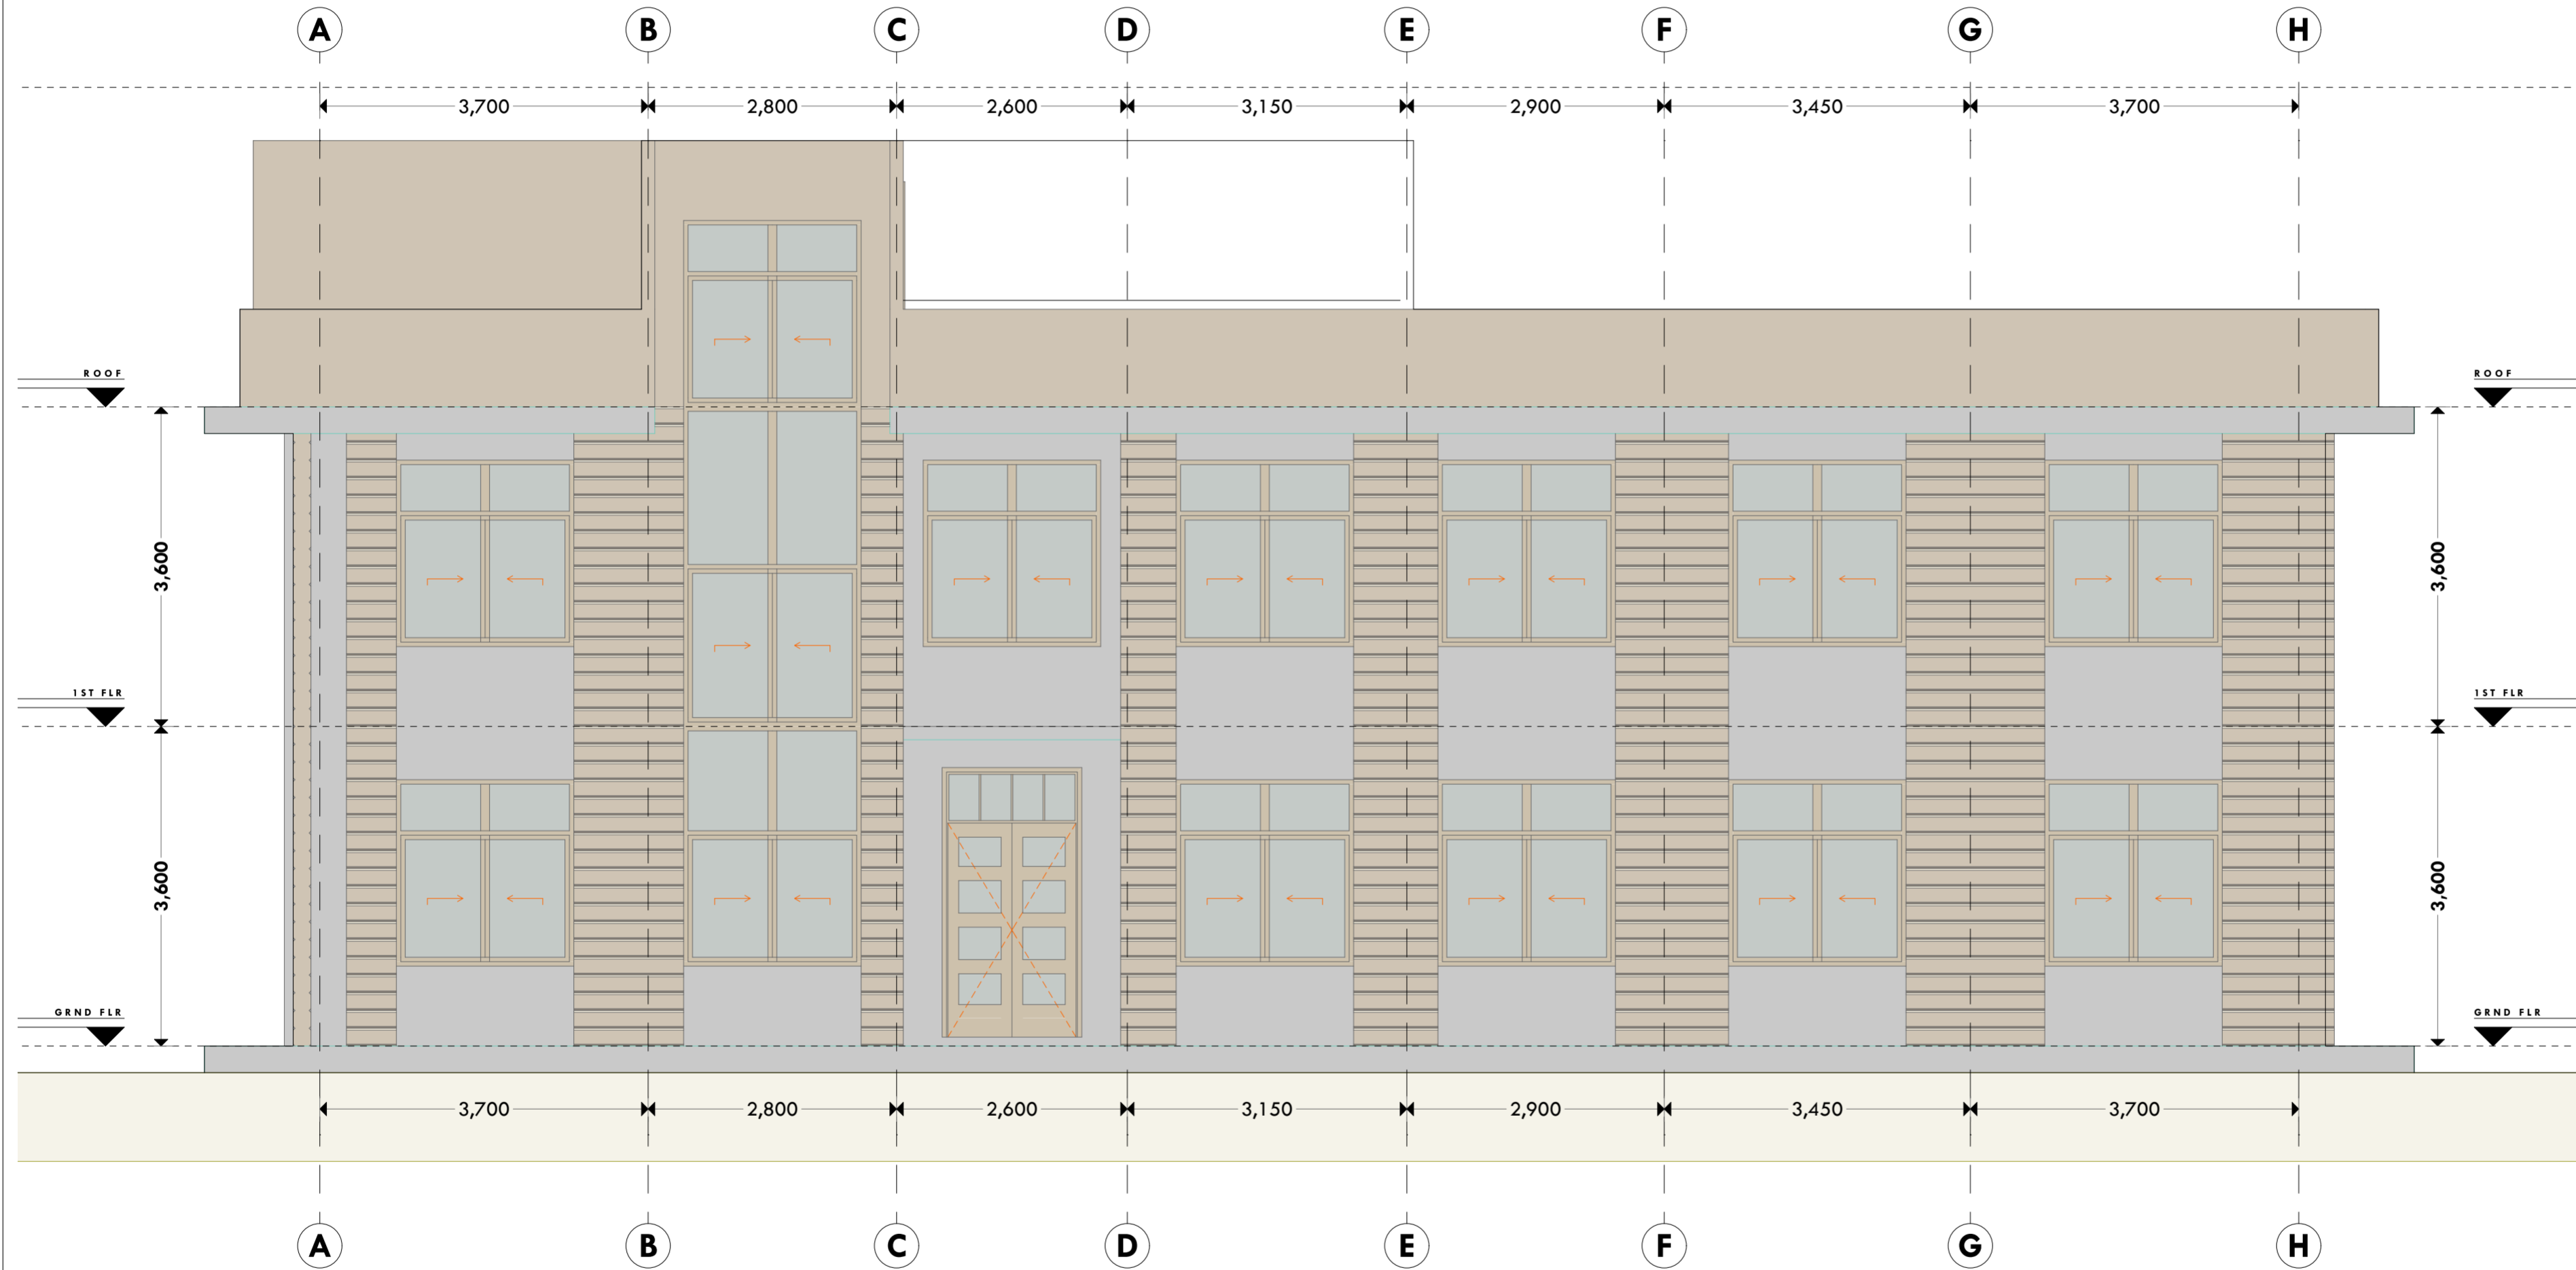 A B C D E F G H
3,700 2,800 2,600 3,150 2,900 3,450 3,700
ROOF ROOF
3,600 3,600
1ST FLR 1ST FLR
3,600 3,600
GRND FLR GRND FLR
3,700 2,800 2,600 3,150 2,900 3,450 3,700
A B C D E F G H